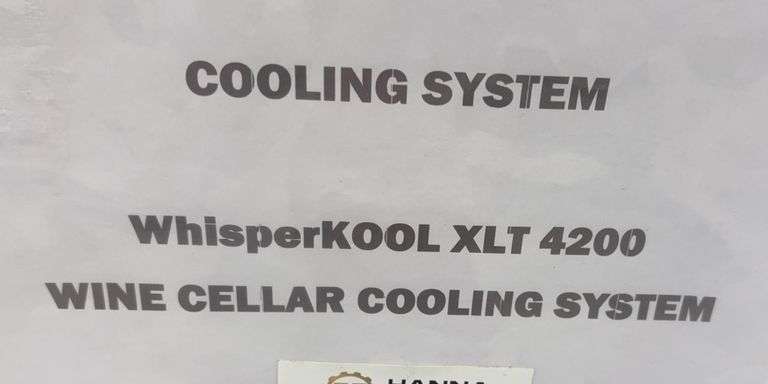 COOLING SYSTEM
WhisperKOOL XLT 4200
WINE CELLAR COOLING SYSTEM